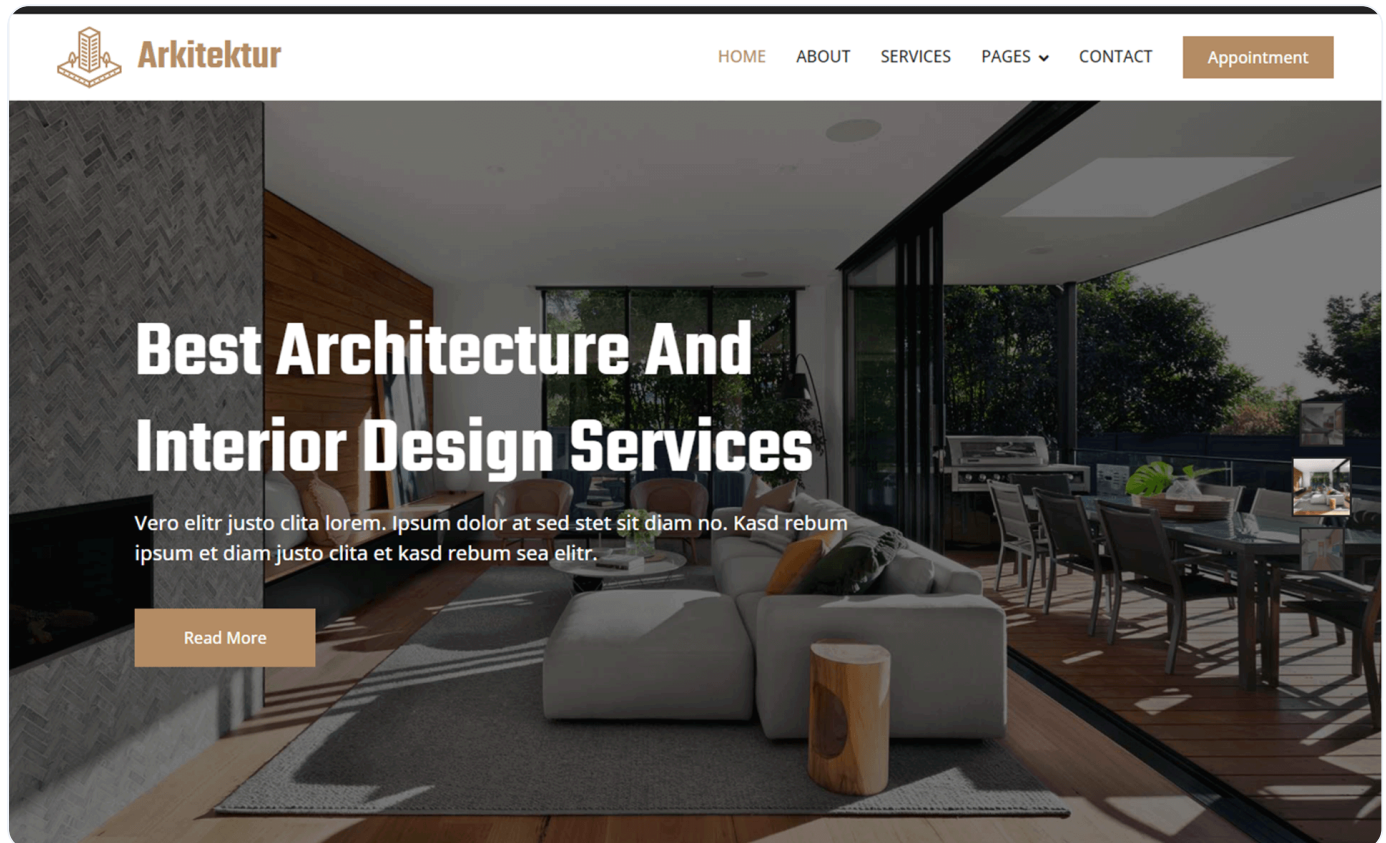 Arkitektur
HOME ABOUT SERVICES PAGES CONTACT Appointment
Best Architecture And
Interior Design Services
Vero elitr justo clita lorem. Ipsum dolor at sed stet sit diam no. Kasd rebum
ipsum et diam justo clita et kasd rebum sea elitr.
Read More